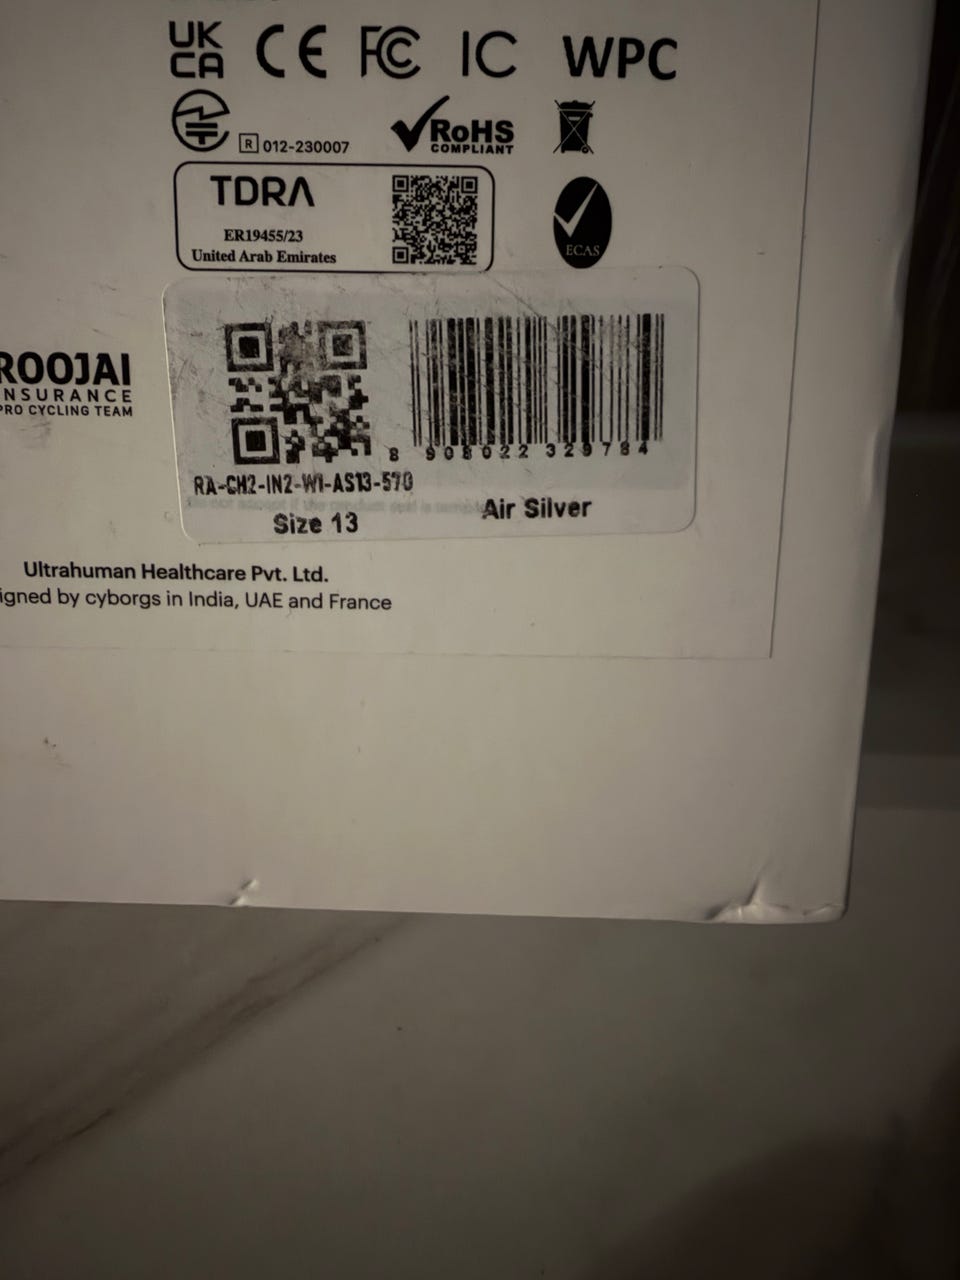 UK
CA CE FC IC WPC
R 012-230007
RoHS
COMPLIANT
TDRA
ER19455/23
United Arab Emirates
ECAS
ROOJAI
INSURANCE
PRO CYCLING TEAM
8 908022 329784
RA-CH2-IN2-WI-AS13-570
Size 13
Air Silver
Ultrahuman Healthcare Pvt. Ltd.
igned by cyborgs in India, UAE and France